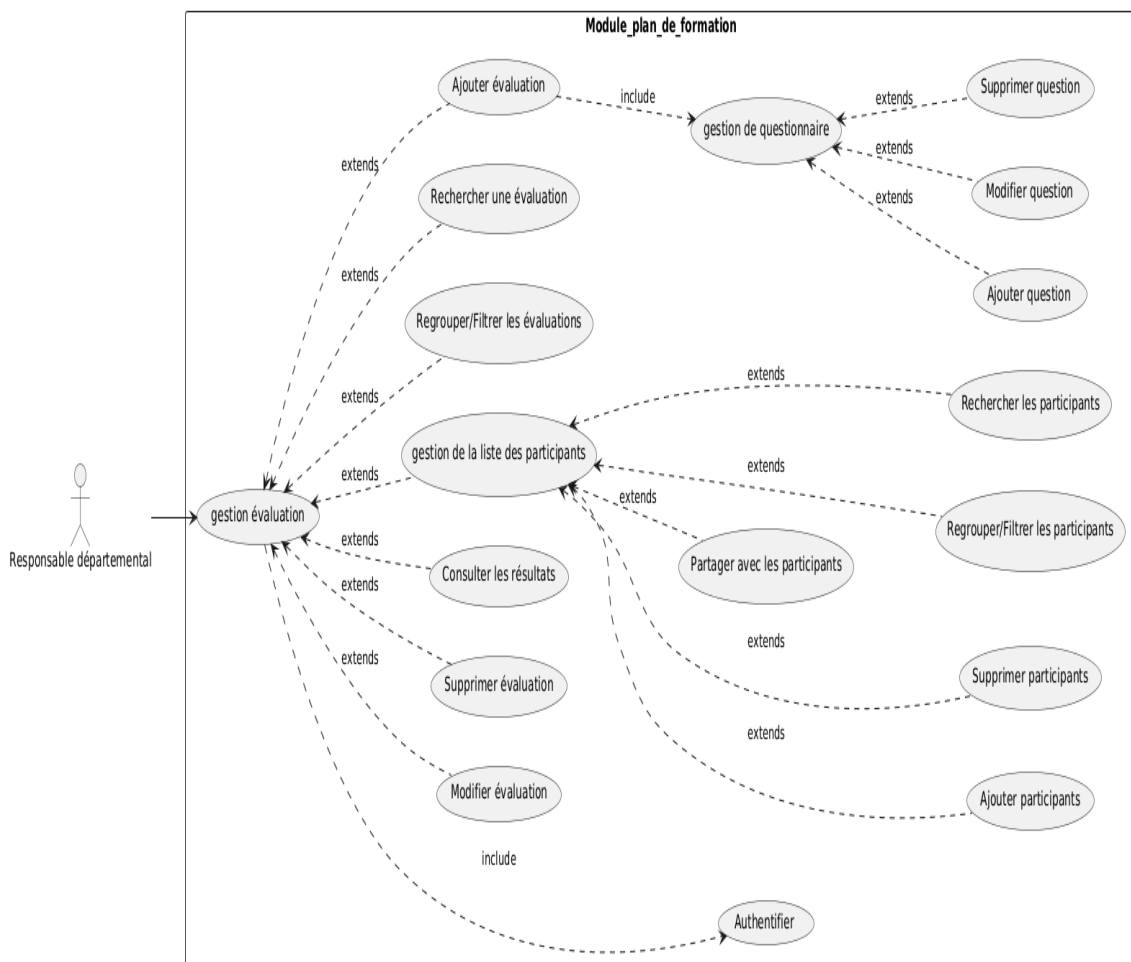 Module_plan_de_formation
Ajouter évaluation
include
gestion de questionnaire
extends
Supprimer question
extends
Modifier question
extends
Ajouter question
extends
Rechercher une évaluation
extends
Regrouper/Filtrer les évaluations
extends
gestion de la liste des participants
extends
Rechercher les participants
extends
Regrouper/Filtrer les participants
extends
Partager avec les participants
extends
Supprimer participants
extends
Ajouter participants
Responsable départemental
gestion évaluation
extends
extends
Consulter les résultats
extends
Supprimer évaluation
extends
Modifier évaluation
include
Authentifier